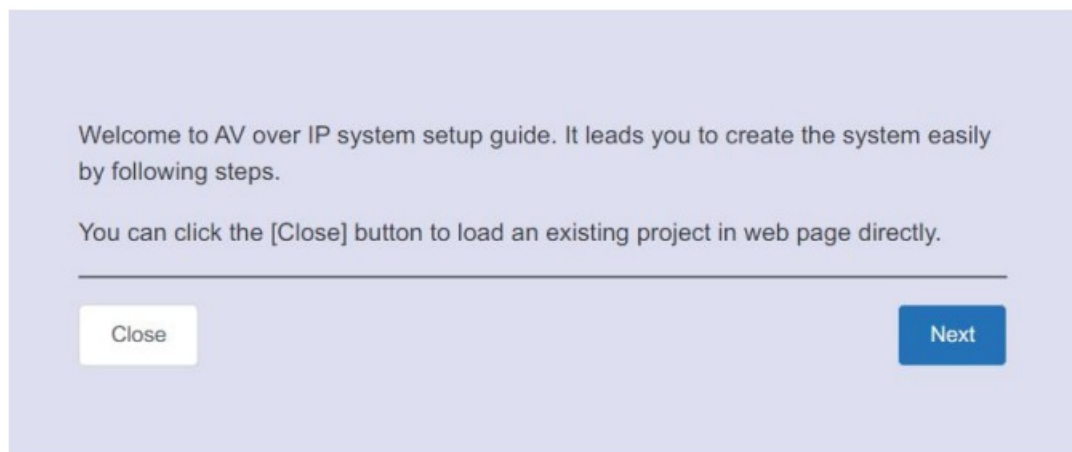 Welcome to AV over IP system setup guide. It leads you to create the system easily
by following steps.
You can click the [Close] button to load an existing project in web page directly.
Close
Next